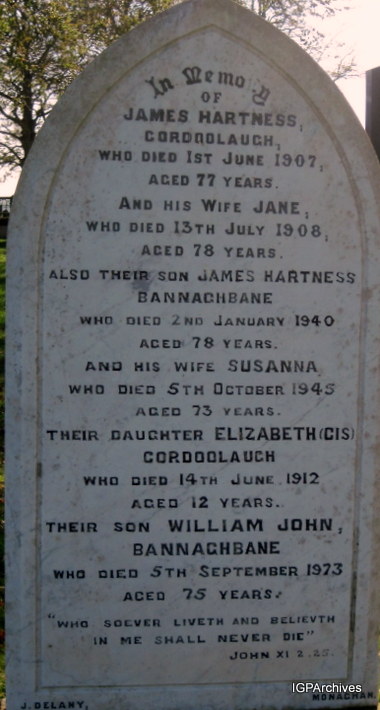 In Memory
OF
JAMES HARTNESS,
CORDOOLAUGH,
WHO DIED 1ST JUNE 1907,
AGED 77 YEARS.
AND HIS WIFE JANE,
WHO DIED 13TH JULY 1908,
AGED 78 YEARS.
ALSO THEIR SON JAMES HARTNESS
BANNAGHBANE
WHO DIED 2ND JANUARY 1940
AGED 78 YEARS.
AND HIS WIFE SUSANNA
WHO DIED 5TH OCTOBER 1945
AGED 73 YEARS.
THEIR DAUGHTER ELIZABETH (CIS)
CORDOOLAUGH
WHO DIED 14TH JUNE 1912
AGED 12 YEARS.
THEIR SON WILLIAM JOHN,
BANNAGHBANE
WHO DIED 5TH SEPTEMBER 1973
AGED 75 YEARS.
"WHO SOEVER LIVETH AND BELIEVTH
IN ME SHALL NEVER DIE"
JOHN XI 2.25.
J. DELANY, MONAGHAN.
IGPArchives